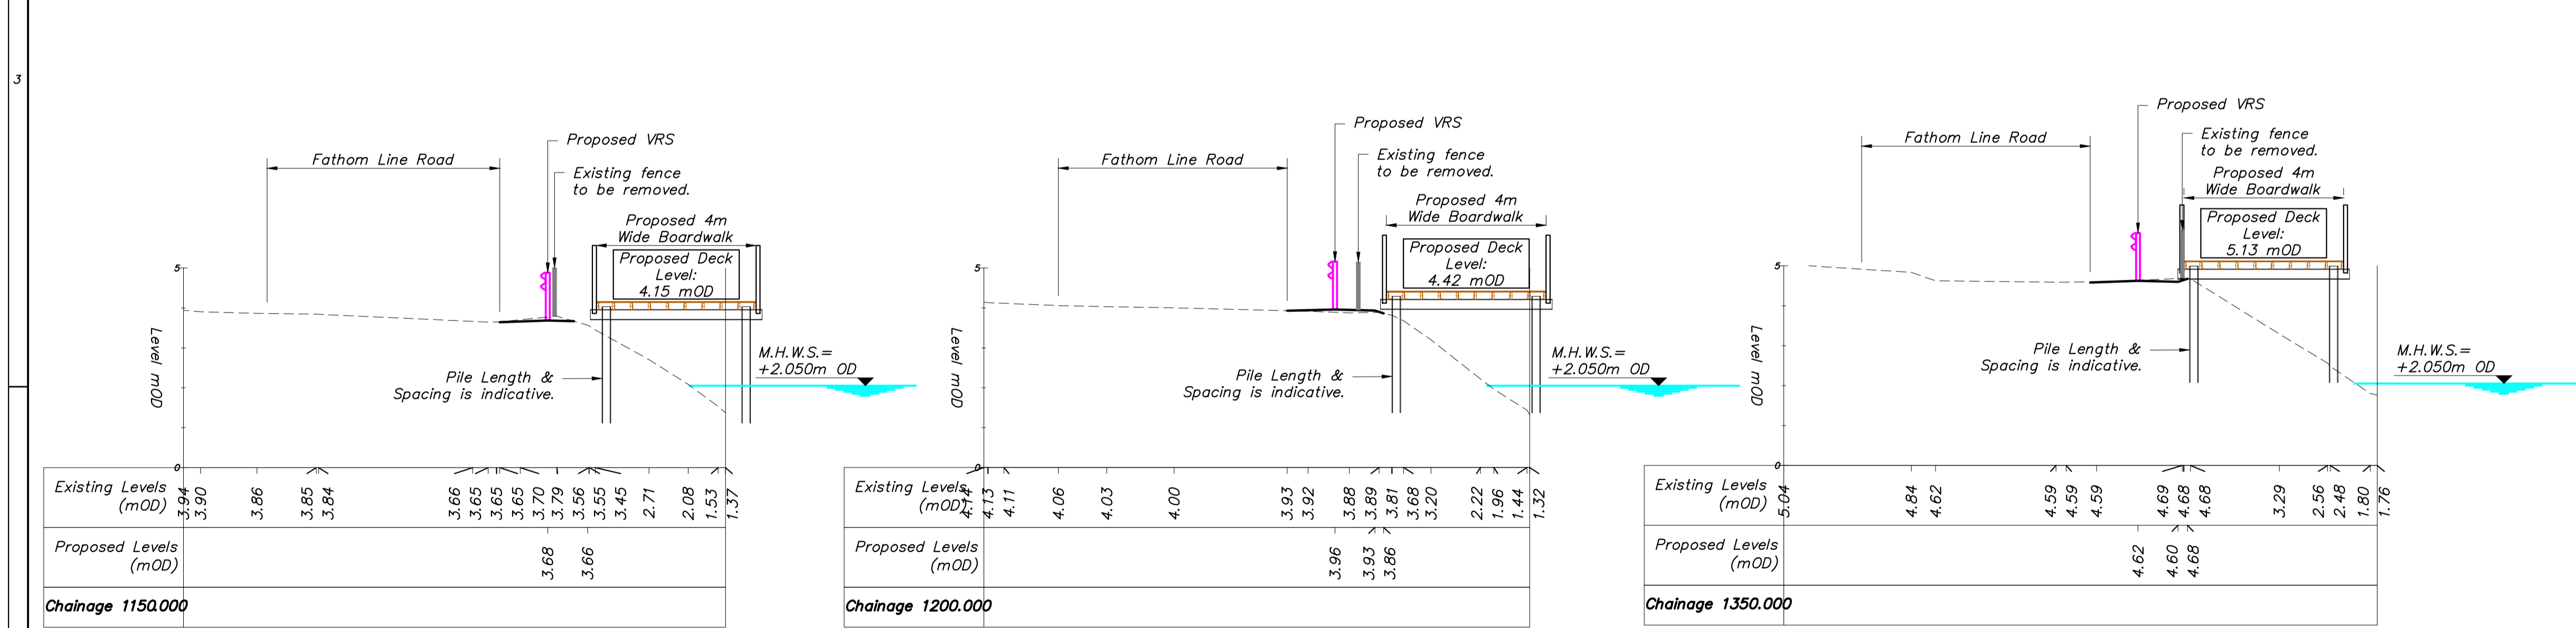 3
Proposed VRS
Fathom Line Road
Existing fence
to be removed.
Proposed 4m
Wide Boardwalk
Proposed Deck
Level:
4.15 mOD
5
Level mOD
M.H.W.S.=
+2.050m OD
Pile Length &
Spacing is indicative.
0
Existing Levels
(mOD)
3.94 3.90 3.86 3.85 3.84 3.66 3.65 3.65 3.65 3.70 3.79 3.56 3.55 3.45 2.71 2.08 1.53 1.37
Proposed Levels
(mOD)
3.68 3.66
Chainage 1150.000
Proposed VRS
Fathom Line Road
Existing fence
to be removed.
Proposed 4m
Wide Boardwalk
Proposed Deck
Level:
4.42 mOD
5
Level mOD
M.H.W.S.=
+2.050m OD
Pile Length &
Spacing is indicative.
0
Existing Levels
(mOD)
4.14 4.13 4.11 4.06 4.03 4.00 3.93 3.92 3.88 3.89 3.81 3.68 3.20 2.22 1.96 1.44 1.32
Proposed Levels
(mOD)
3.96 3.93 3.86
Chainage 1200.000
Proposed VRS
Fathom Line Road
Existing fence
to be removed.
Proposed 4m
Wide Boardwalk
Proposed Deck
Level:
5.13 mOD
5
Level mOD
M.H.W.S.=
+2.050m OD
Pile Length &
Spacing is indicative.
0
Existing Levels
(mOD)
5.04 4.84 4.62 4.59 4.59 4.59 4.69 4.68 4.68 3.29 2.56 2.48 1.80 1.76
Proposed Levels
(mOD)
4.62 4.60 4.68
Chainage 1350.000